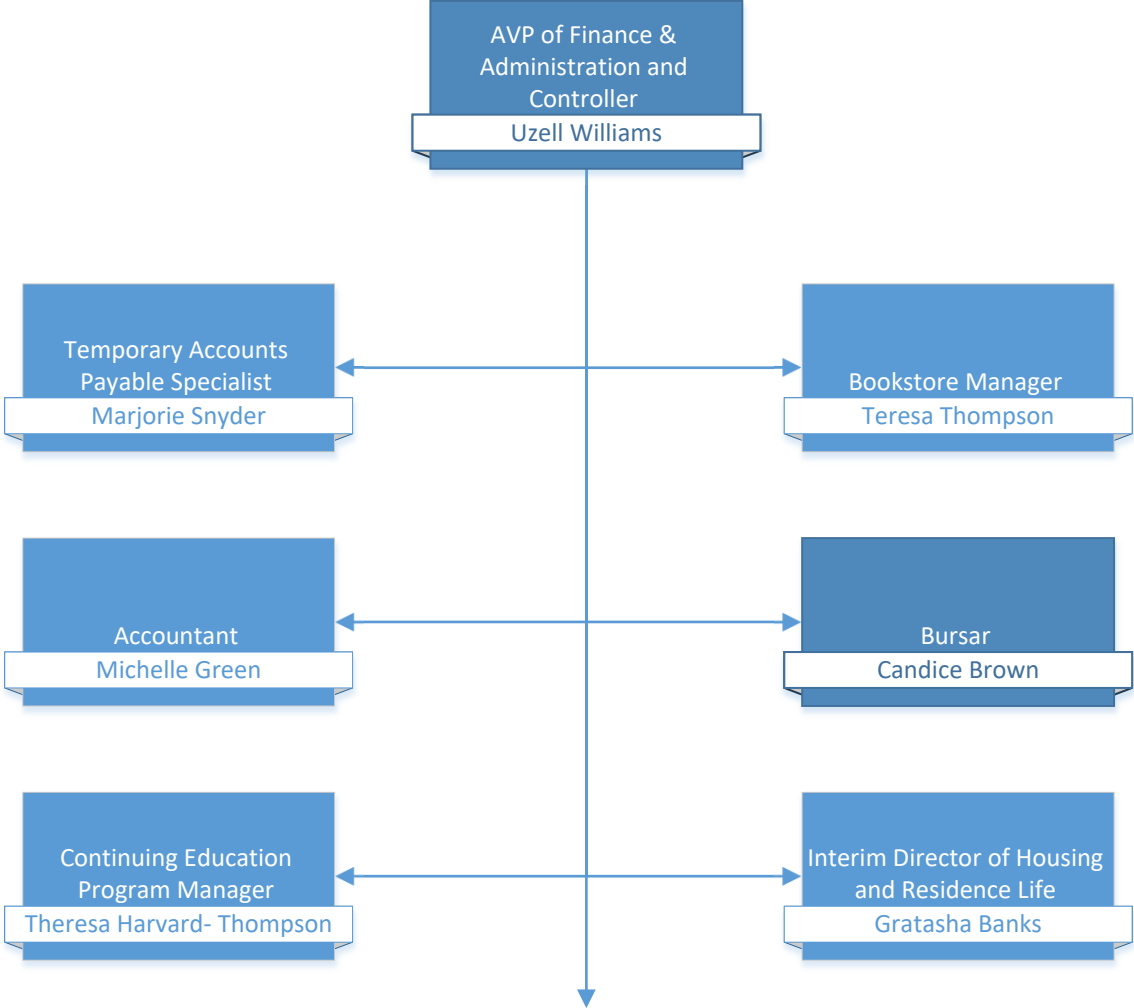 AVP of Finance &
Administration and
Controller
Uzell Williams
Temporary Accounts
Payable Specialist
Marjorie Snyder
Bookstore Manager
Teresa Thompson
Accountant
Michelle Green
Bursar
Candice Brown
Continuing Education
Program Manager
Theresa Harvard- Thompson
Interim Director of Housing
and Residence Life
Gratasha Banks